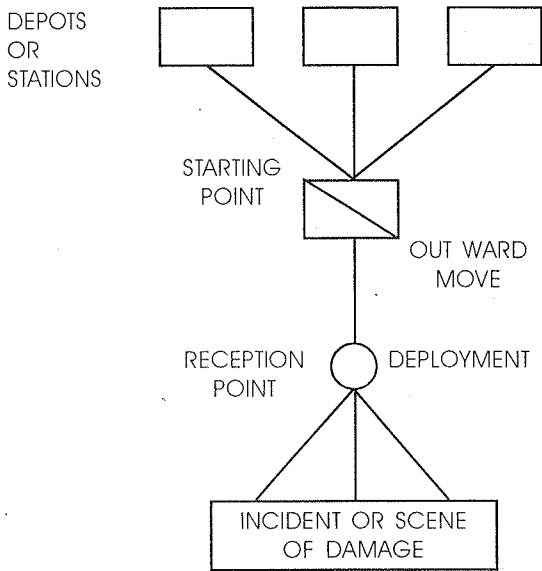 DEPOTS
OR
STATIONS
STARTING
POINT
OUT WARD
MOVE
RECEPTION
POINT
DEPLOYMENT
INCIDENT OR SCENE
OF DAMAGE